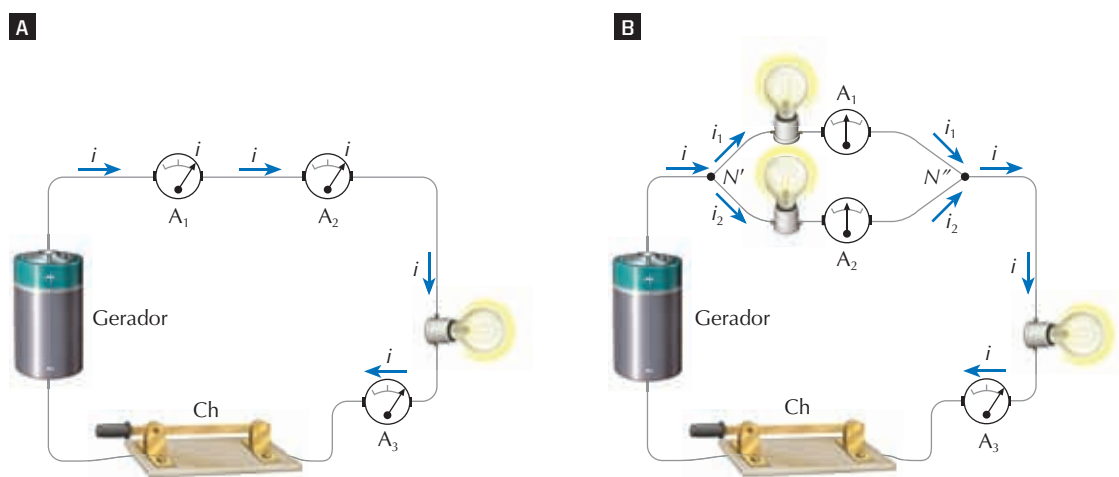 A
i
i
i
i
A₁
A₂
i
+
-
Gerador
i
Ch
A₃
B
A₁
i₁
i₁
i
i
N'
N"
i₂
i₂
A₂
i
+
-
Gerador
i
Ch
A₃